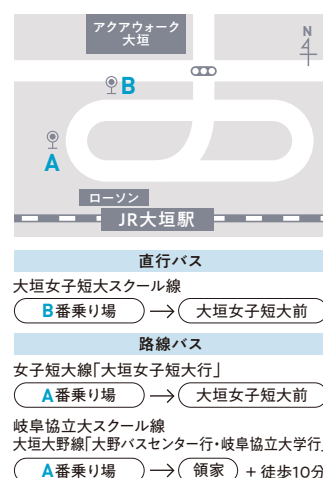 アクアウォーク
大垣
N
4
B
A
ローソン
JR大垣駅
直行バス
大垣女子短大スクール線
B番乗り場 → 大垣女子短大前
路線バス
女子短大線「大垣女子短大行」
A番乗り場 → 大垣女子短大前
岐阜協立大スクール線
大垣大野線「大野バスセンター行・岐阜協立大学行」
A番乗り場 → 領家 + 徒歩10分